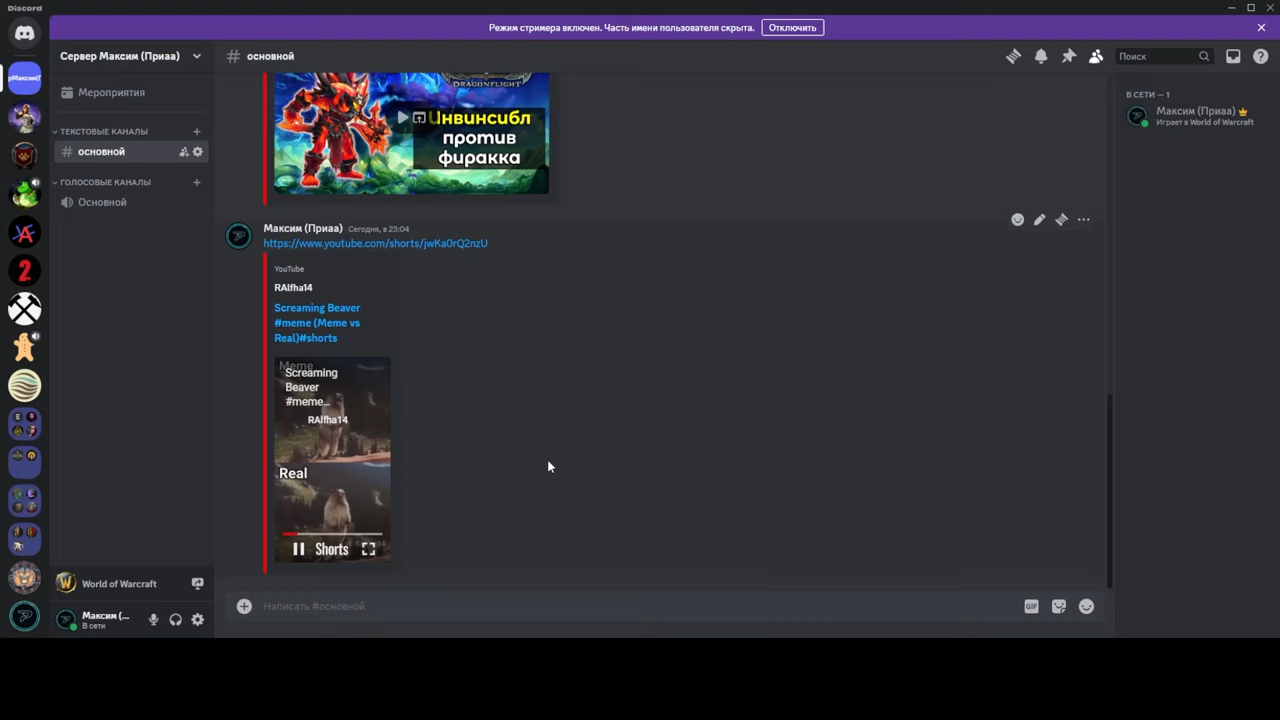 Discord
Режим стримера включен. Часть имени пользователя скрыта.
Отключить
Сервер Максим (Приаа)
основной
Поиск
рМаксим(Г
Мероприятия
ТЕКСТОВЫЕ КАНАЛЫ
основной
ГОЛОСОВЫЕ КАНАЛЫ
Основной
DRAGONFLIGHT
Инвинсибл
против
фиракка
В СЕТИ — 1
Максим (Приаа)
Играет в World of Warcraft
Максим (Приаа) Сегодня, в 23:04
https://www.youtube.com/shorts/jwKa0rQ2nzU
YouTube
RAlfha14
Screaming Beaver
#meme (Meme vs
Real)#shorts
Meme
Screaming
Beaver
#meme...
RAlfha14
Real
Shorts
World of Warcraft
Максим (...
В сети
Написать #основной
GIF